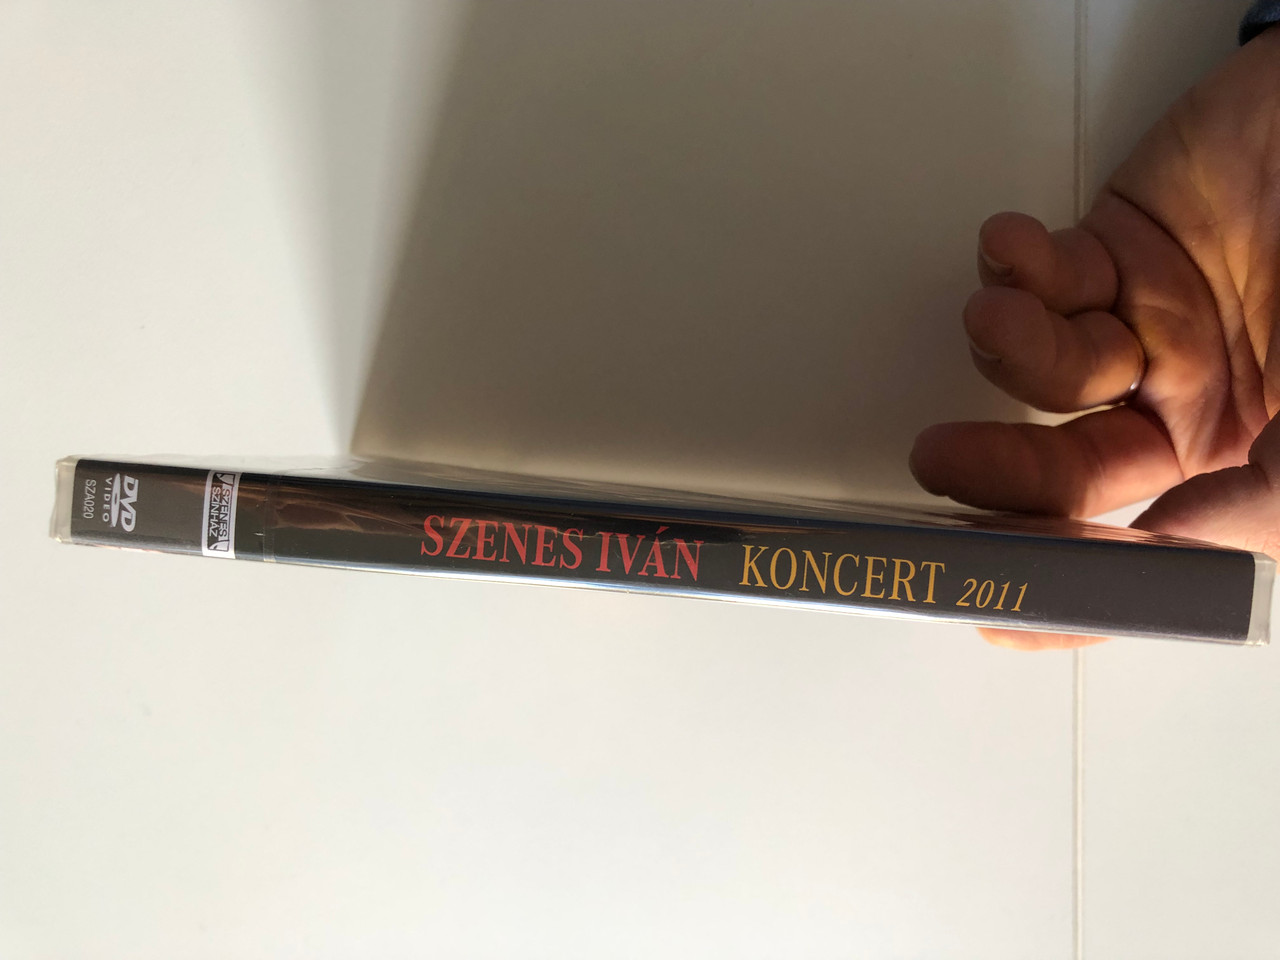 DVD
VIDEO
SZA020
SZENES
SZÍNHÁZ
SZENES IVÁN KONCERT 2011